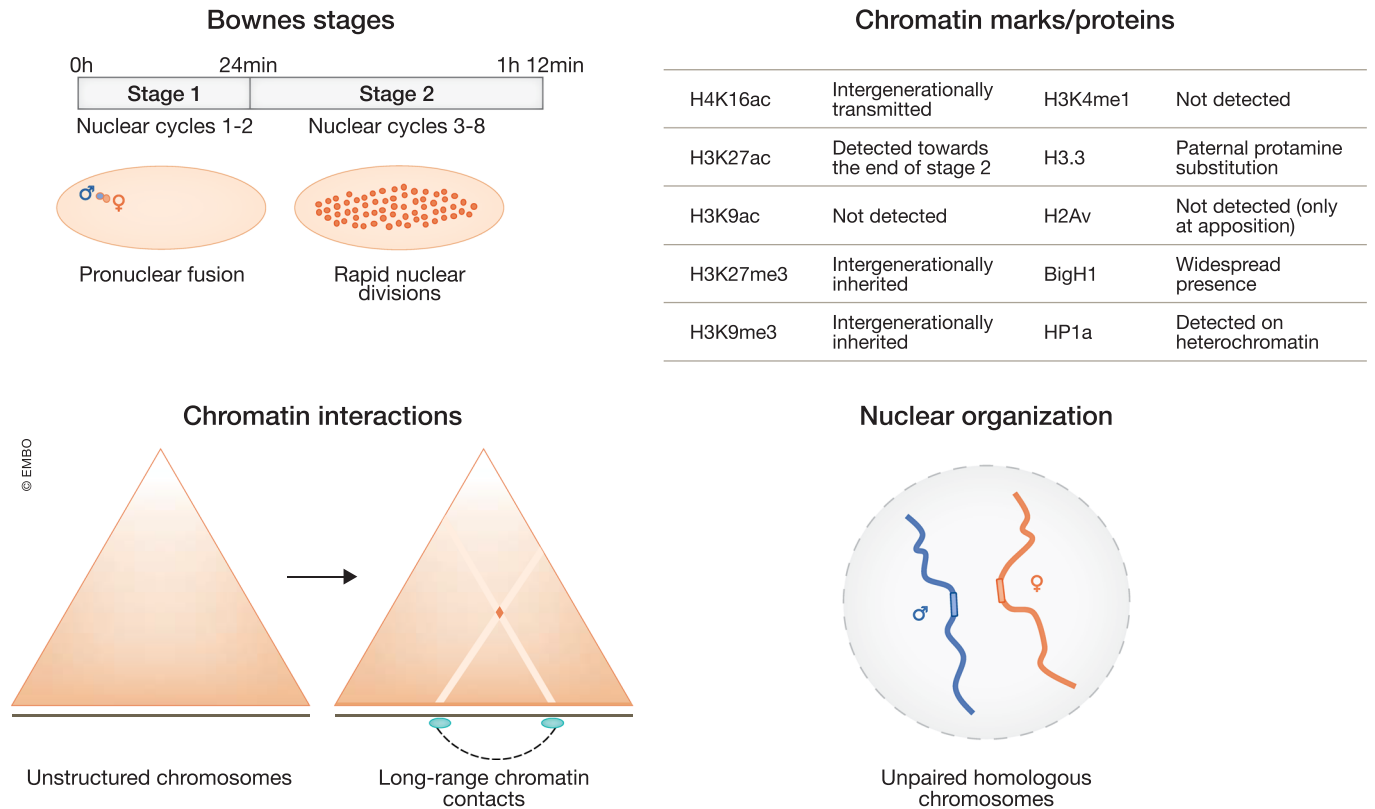 Bownes stages
0h 24min 1h 12min
Stage 1 Stage 2
Nuclear cycles 1-2 Nuclear cycles 3-8
♂ ♀
Pronuclear fusion
Rapid nuclear
divisions
Chromatin marks/proteins
H4K16ac
Intergenerationally
transmitted
H3K4me1
Not detected
H3K27ac
Detected towards
the end of stage 2
H3.3
Paternal protamine
substitution
H3K9ac
Not detected
H2Av
Not detected (only
at apposition)
H3K27me3
Intergenerationally
inherited
BigH1
Widespread
presence
H3K9me3
Intergenerationally
inherited
HP1a
Detected on
heterochromatin
Chromatin interactions
© EMBO
Unstructured chromosomes
Long-range chromatin
contacts
Nuclear organization
♂ ♀
Unpaired homologous
chromosomes